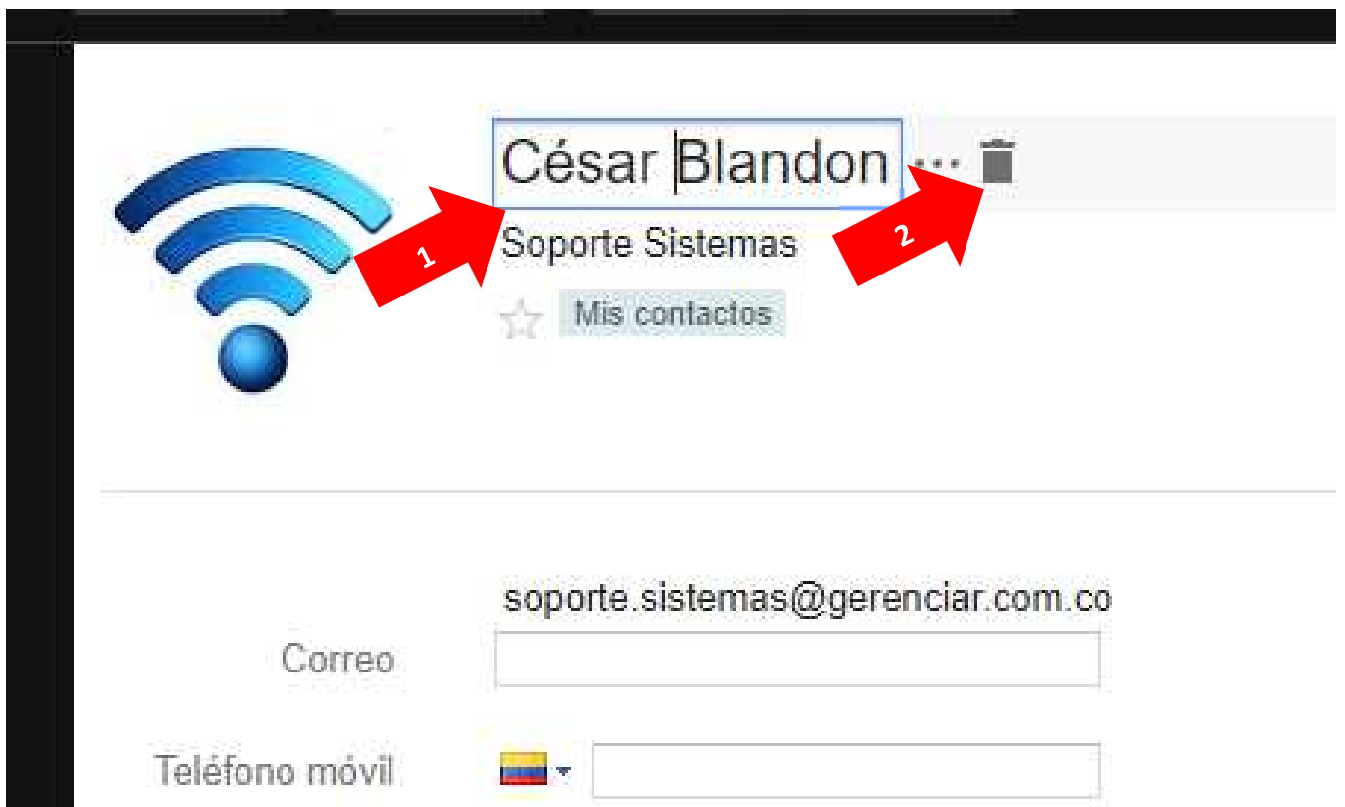 César Blandon ...
1
2
Soporte Sistemas
Mis contactos
soporte.sistemas@gerenciar.com.co
Correo
Teléfono móvil